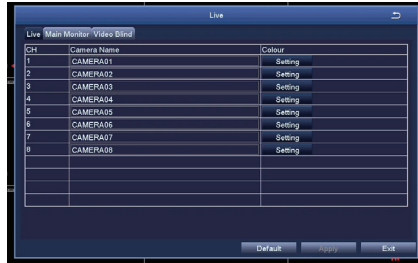 Live
Live Main Monitor Video Blind
CH Camera Name Colour
1 CAMERA01 Setting
2 CAMERA02 Setting
3 CAMERA03 Setting
4 CAMERA04 Setting
5 CAMERA05 Setting
6 CAMERA06 Setting
7 CAMERA07 Setting
8 CAMERA08 Setting
Default Apply Exit